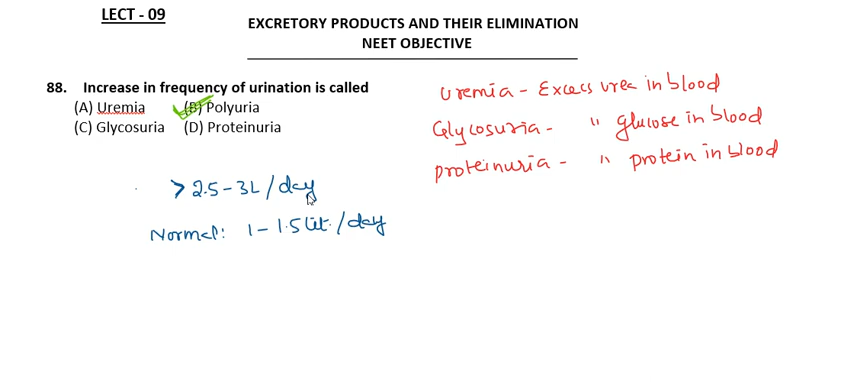 LECT - 09
EXCRETORY PRODUCTS AND THEIR ELIMINATION
NEET OBJECTIVE
88. Increase in frequency of urination is called
(A) Uremia (B) Polyuria
(C) Glycosuria (D) Proteinuria
Uremia - Excess urea in blood
Glycosuria - " glucose in blood
Proteinuria - " protein in blood
> 2.5 - 3L / day
Normal: 1 - 1.5 lit. / day